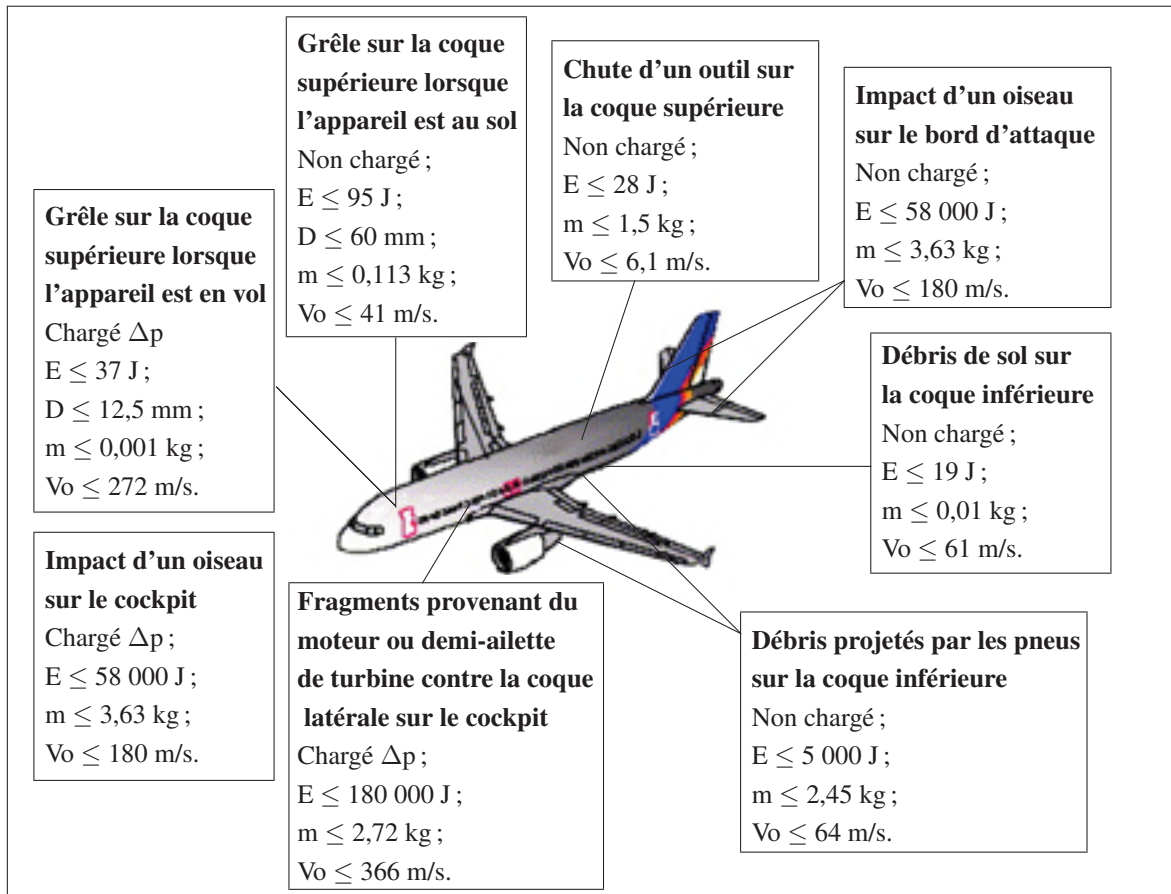 Grêle sur la coque
supérieure lorsque
l'appareil est au sol
Non chargé ;
E ≤ 95 J ;
D ≤ 60 mm ;
m ≤ 0,113 kg ;
Vo ≤ 41 m/s.
Chute d'un outil sur
la coque supérieure
Non chargé ;
E ≤ 28 J ;
m ≤ 1,5 kg ;
Vo ≤ 6,1 m/s.
Impact d'un oiseau
sur le bord d'attaque
Non chargé ;
E ≤ 58 000 J ;
m ≤ 3,63 kg ;
Vo ≤ 180 m/s.
Grêle sur la coque
supérieure lorsque
l'appareil est en vol
Chargé Δp
E ≤ 37 J ;
D ≤ 12,5 mm ;
m ≤ 0,001 kg ;
Vo ≤ 272 m/s.
Débris de sol sur
la coque inférieure
Non chargé ;
E ≤ 19 J ;
m ≤ 0,01 kg ;
Vo ≤ 61 m/s.
Impact d'un oiseau
sur le cockpit
Chargé Δp ;
E ≤ 58 000 J ;
m ≤ 3,63 kg ;
Vo ≤ 180 m/s.
Fragments provenant du
moteur ou demi-ailette
de turbine contre la coque
latérale sur le cockpit
Chargé Δp ;
E ≤ 180 000 J ;
m ≤ 2,72 kg ;
Vo ≤ 366 m/s.
Débris projetés par les pneus
sur la coque inférieure
Non chargé ;
E ≤ 5 000 J ;
m ≤ 2,45 kg ;
Vo ≤ 64 m/s.